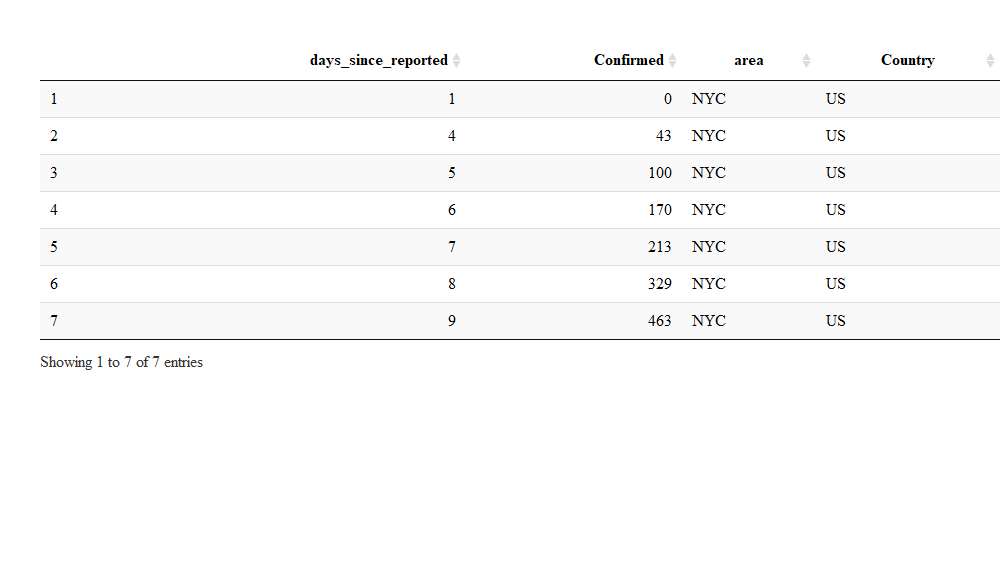 days_since_reported Confirmed area Country
1 1 0 NYC US
2 4 43 NYC US
3 5 100 NYC US
4 6 170 NYC US
5 7 213 NYC US
6 8 329 NYC US
7 9 463 NYC US
Showing 1 to 7 of 7 entries